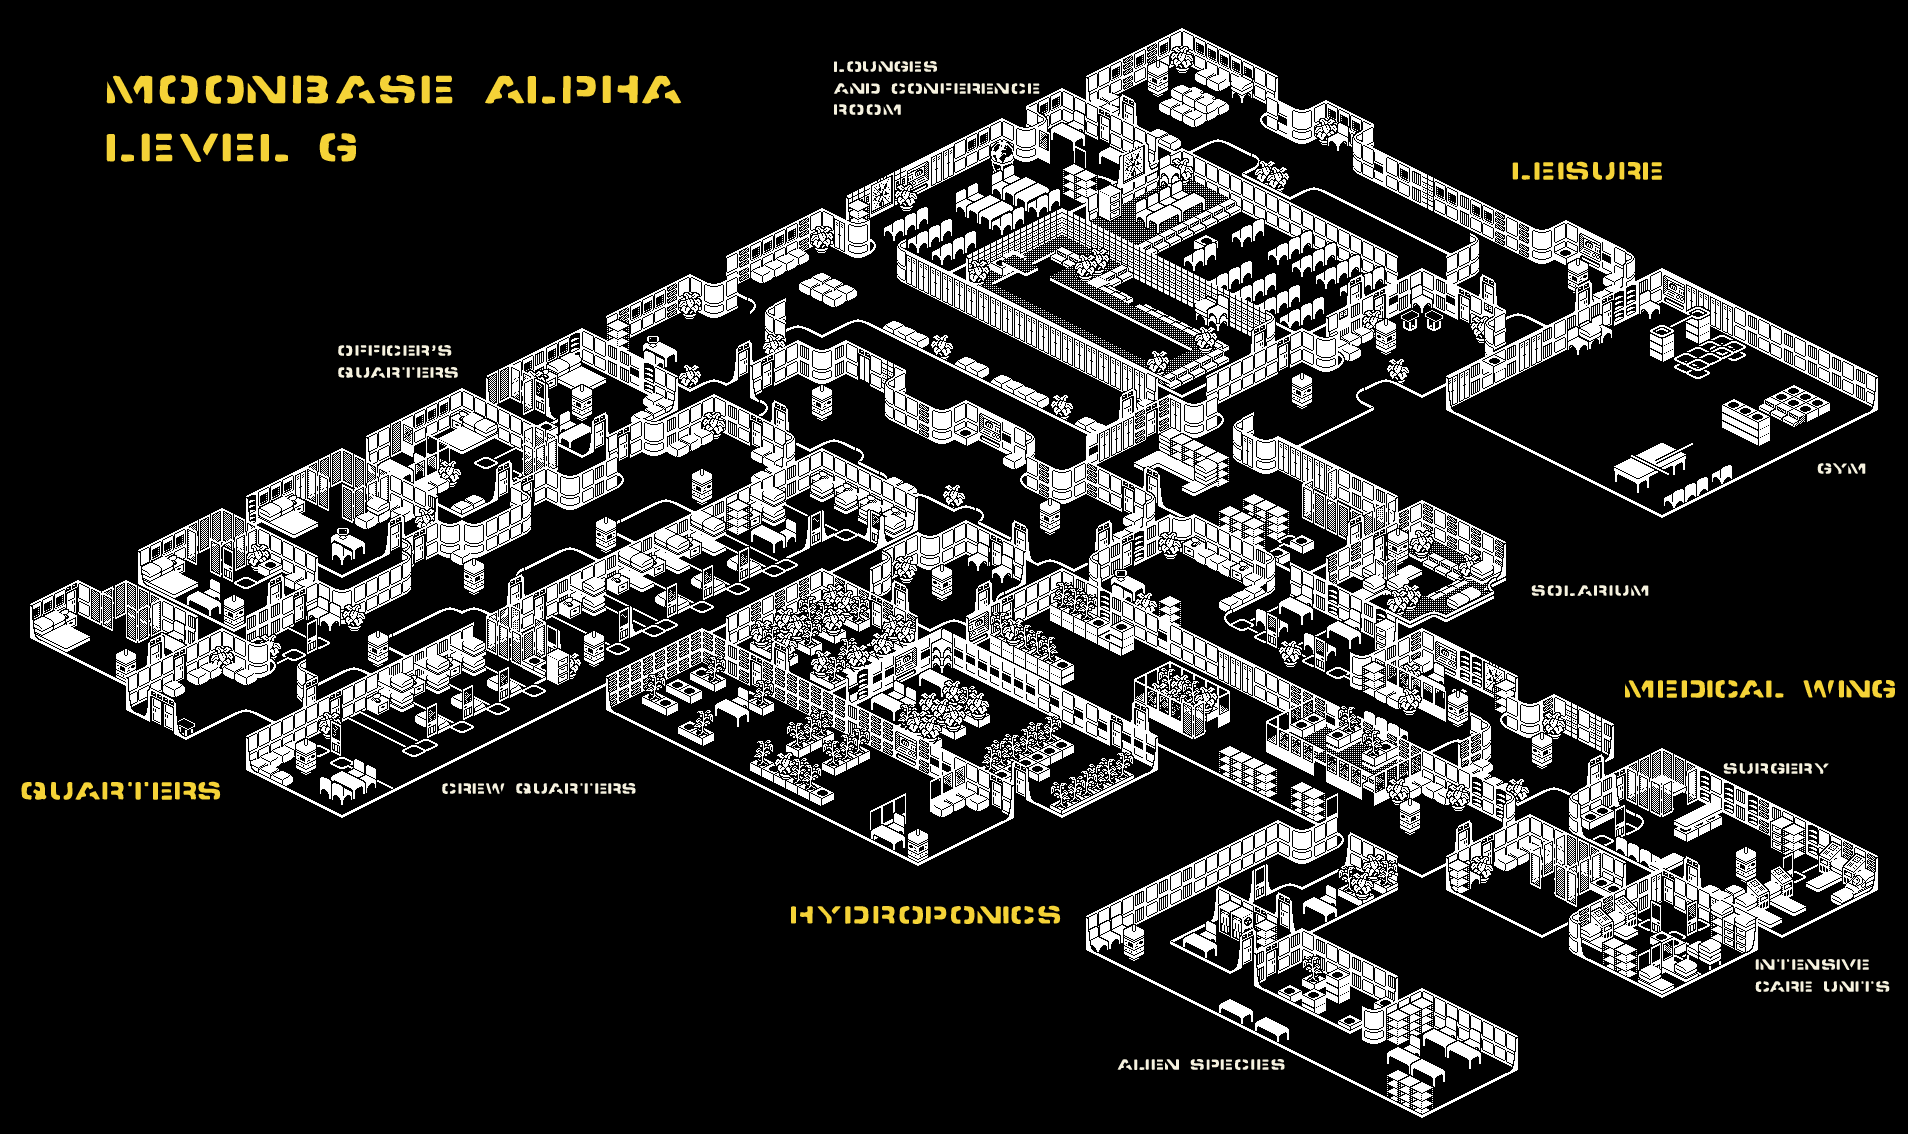 MOONBASE ALPHA
LEVEL G
LOUNGES
AND CONFERENCE
ROOM
LEISURE
OFFICER'S
QUARTERS
GYM
SOLARIUM
MEDICAL WING
SURGERY
QUARTERS
CREW QUARTERS
HYDROPONICS
INTENSIVE
CARE UNITS
ALIEN SPECIES